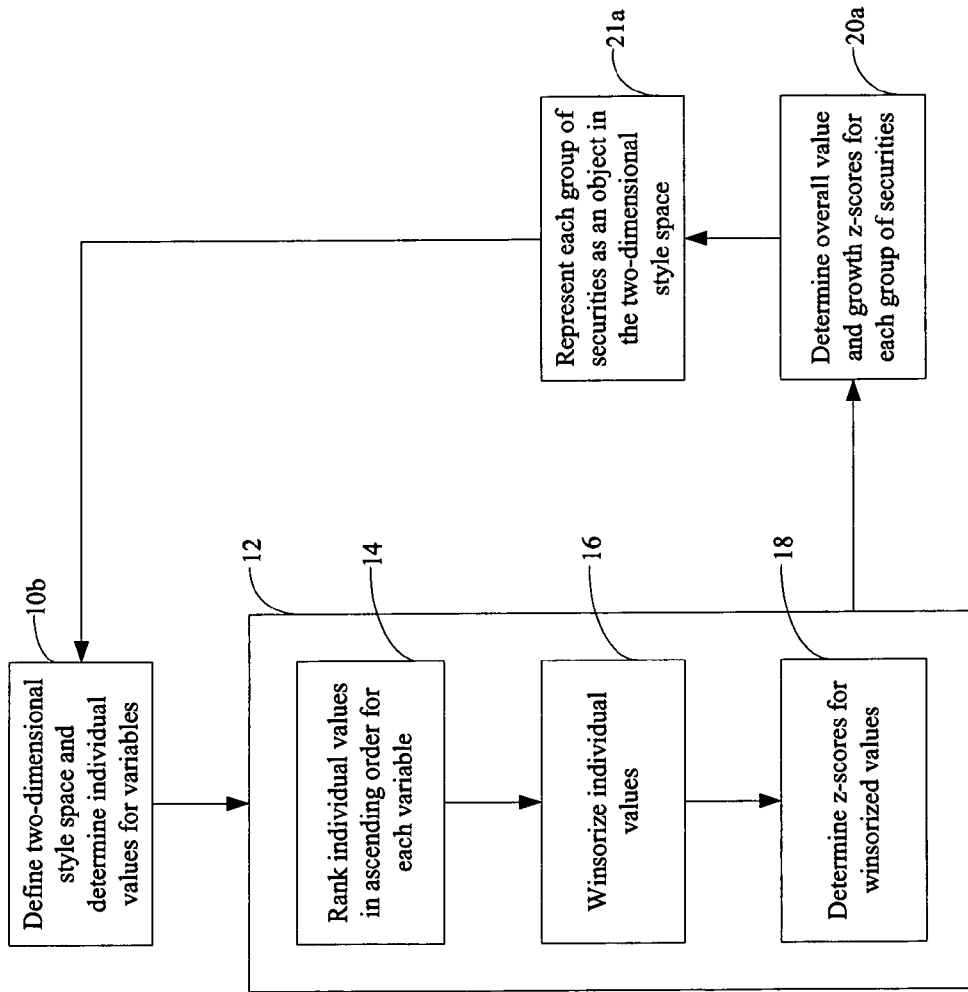 10b
Define two-dimensional
style space and
determine individual
values for variables
12
14
Rank individual values
in ascending order for
each variable
16
Winsorize individual
values
18
Determine z-scores for
winsorized values
21a
Represent each group of
securities as an object in
the two-dimensional
style space
20a
Determine overall value
and growth z-scores for
each group of securities